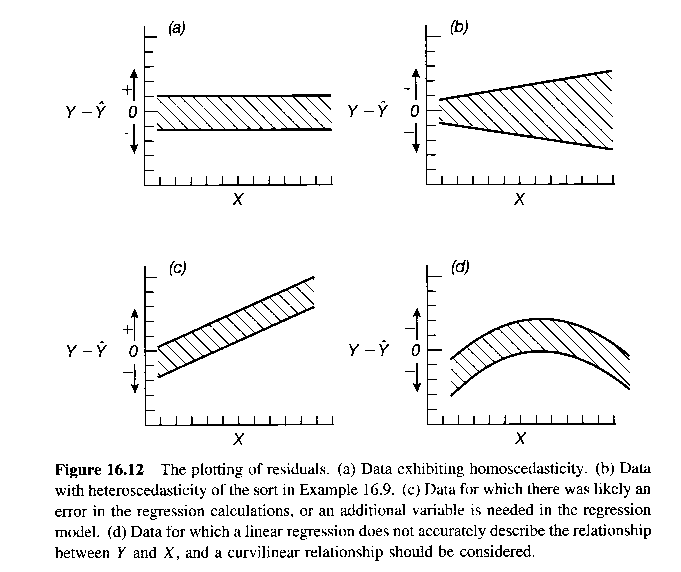 (a)
(b)
+
Y – Ŷ 0
–
Y – Ŷ 0
–
X
X
(c)
(d)
+
Y – Ŷ 0
–
Y – Ŷ 0
–
X
X
Figure 16.12 The plotting of residuals. (a) Data exhibiting homoscedasticity. (b) Data
with heteroscedasticity of the sort in Example 16.9. (c) Data for which there was likely an
error in the regression calculations, or an additional variable is needed in the regression
model. (d) Data for which a linear regression does not accurately describe the relationship
between Y and X, and a curvilinear relationship should be considered.